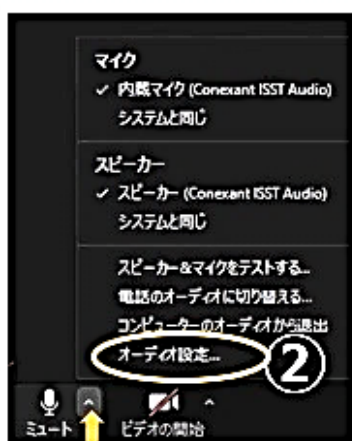 マイク
✓ 内蔵マイク (Conexant ISST Audio)
システムと同じ
スピーカー
✓ スピーカー (Conexant ISST Audio)
システムと同じ
スピーカー&マイクをテストする...
電話のオーディオに切り替える...
コンピューターのオーディオから退出
オーディオ設定...
②
ミュート
ビデオの開始